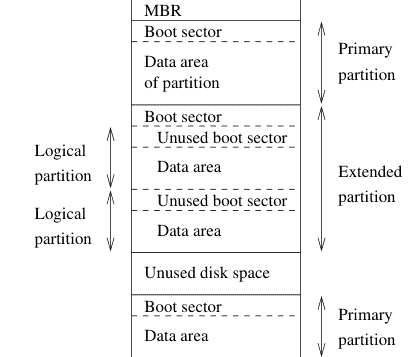 MBR
Boot sector
Data area
of partition
Primary
partition
Boot sector
Unused boot sector
Data area
Logical
partition
Unused boot sector
Data area
Logical
partition
Extended
partition
Unused disk space
Boot sector
Data area
Primary
partition